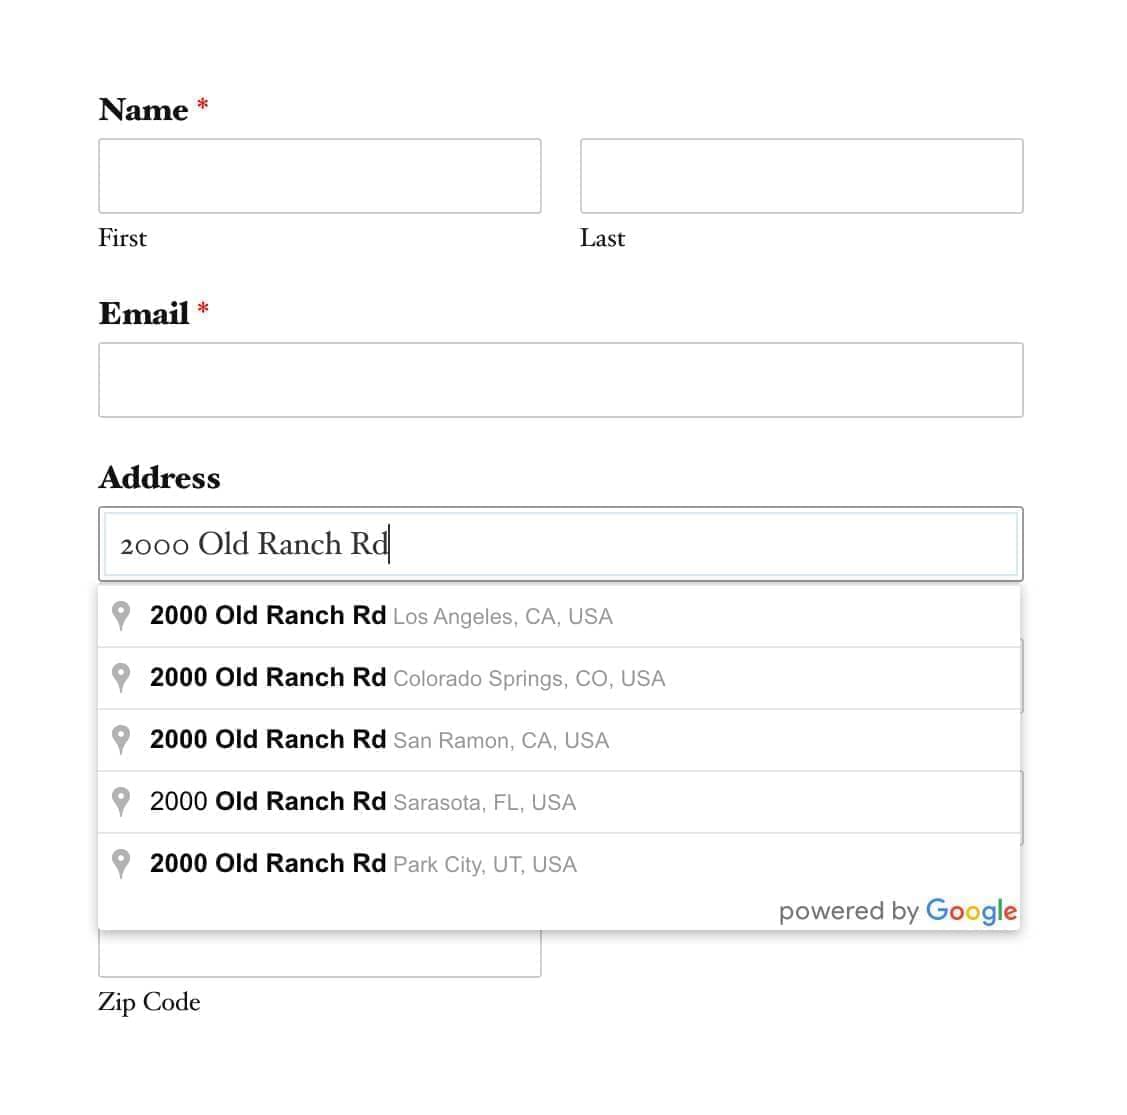 Name *
First Last
Email *
Address
2000 Old Ranch Rd
2000 Old Ranch Rd Los Angeles, CA, USA
2000 Old Ranch Rd Colorado Springs, CO, USA
2000 Old Ranch Rd San Ramon, CA, USA
2000 Old Ranch Rd Sarasota, FL, USA
2000 Old Ranch Rd Park City, UT, USA
powered by Google
Zip Code